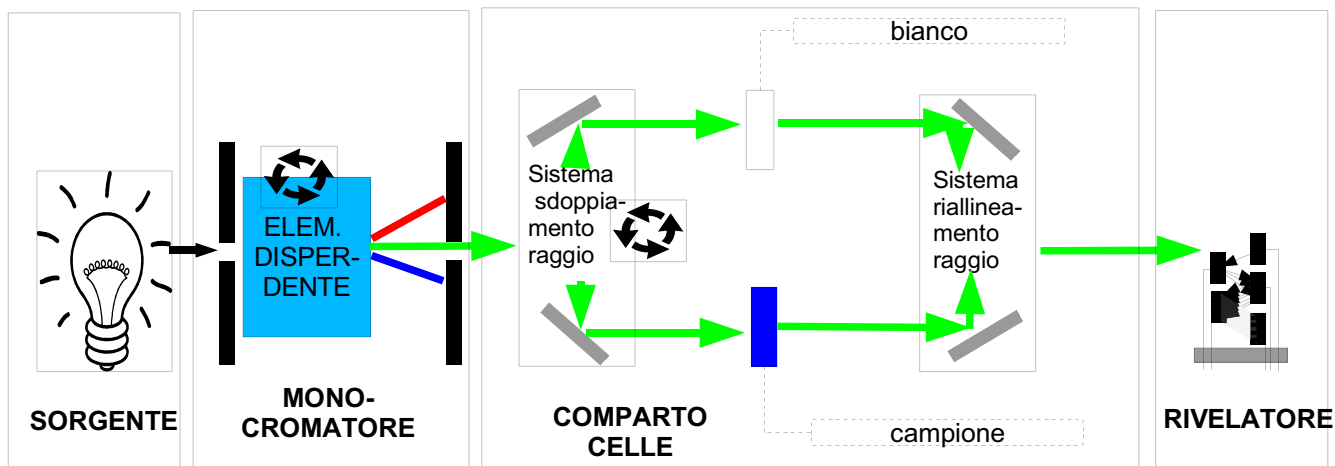 bianco
Sistema
sdoppia-
mento
raggio
Sistema
riallinea-
mento
raggio
ELEM.
DISPER-
DENTE
campione
SORGENTE
MONO-
CROMATORE
COMPARTO
CELLE
RIVELATORE